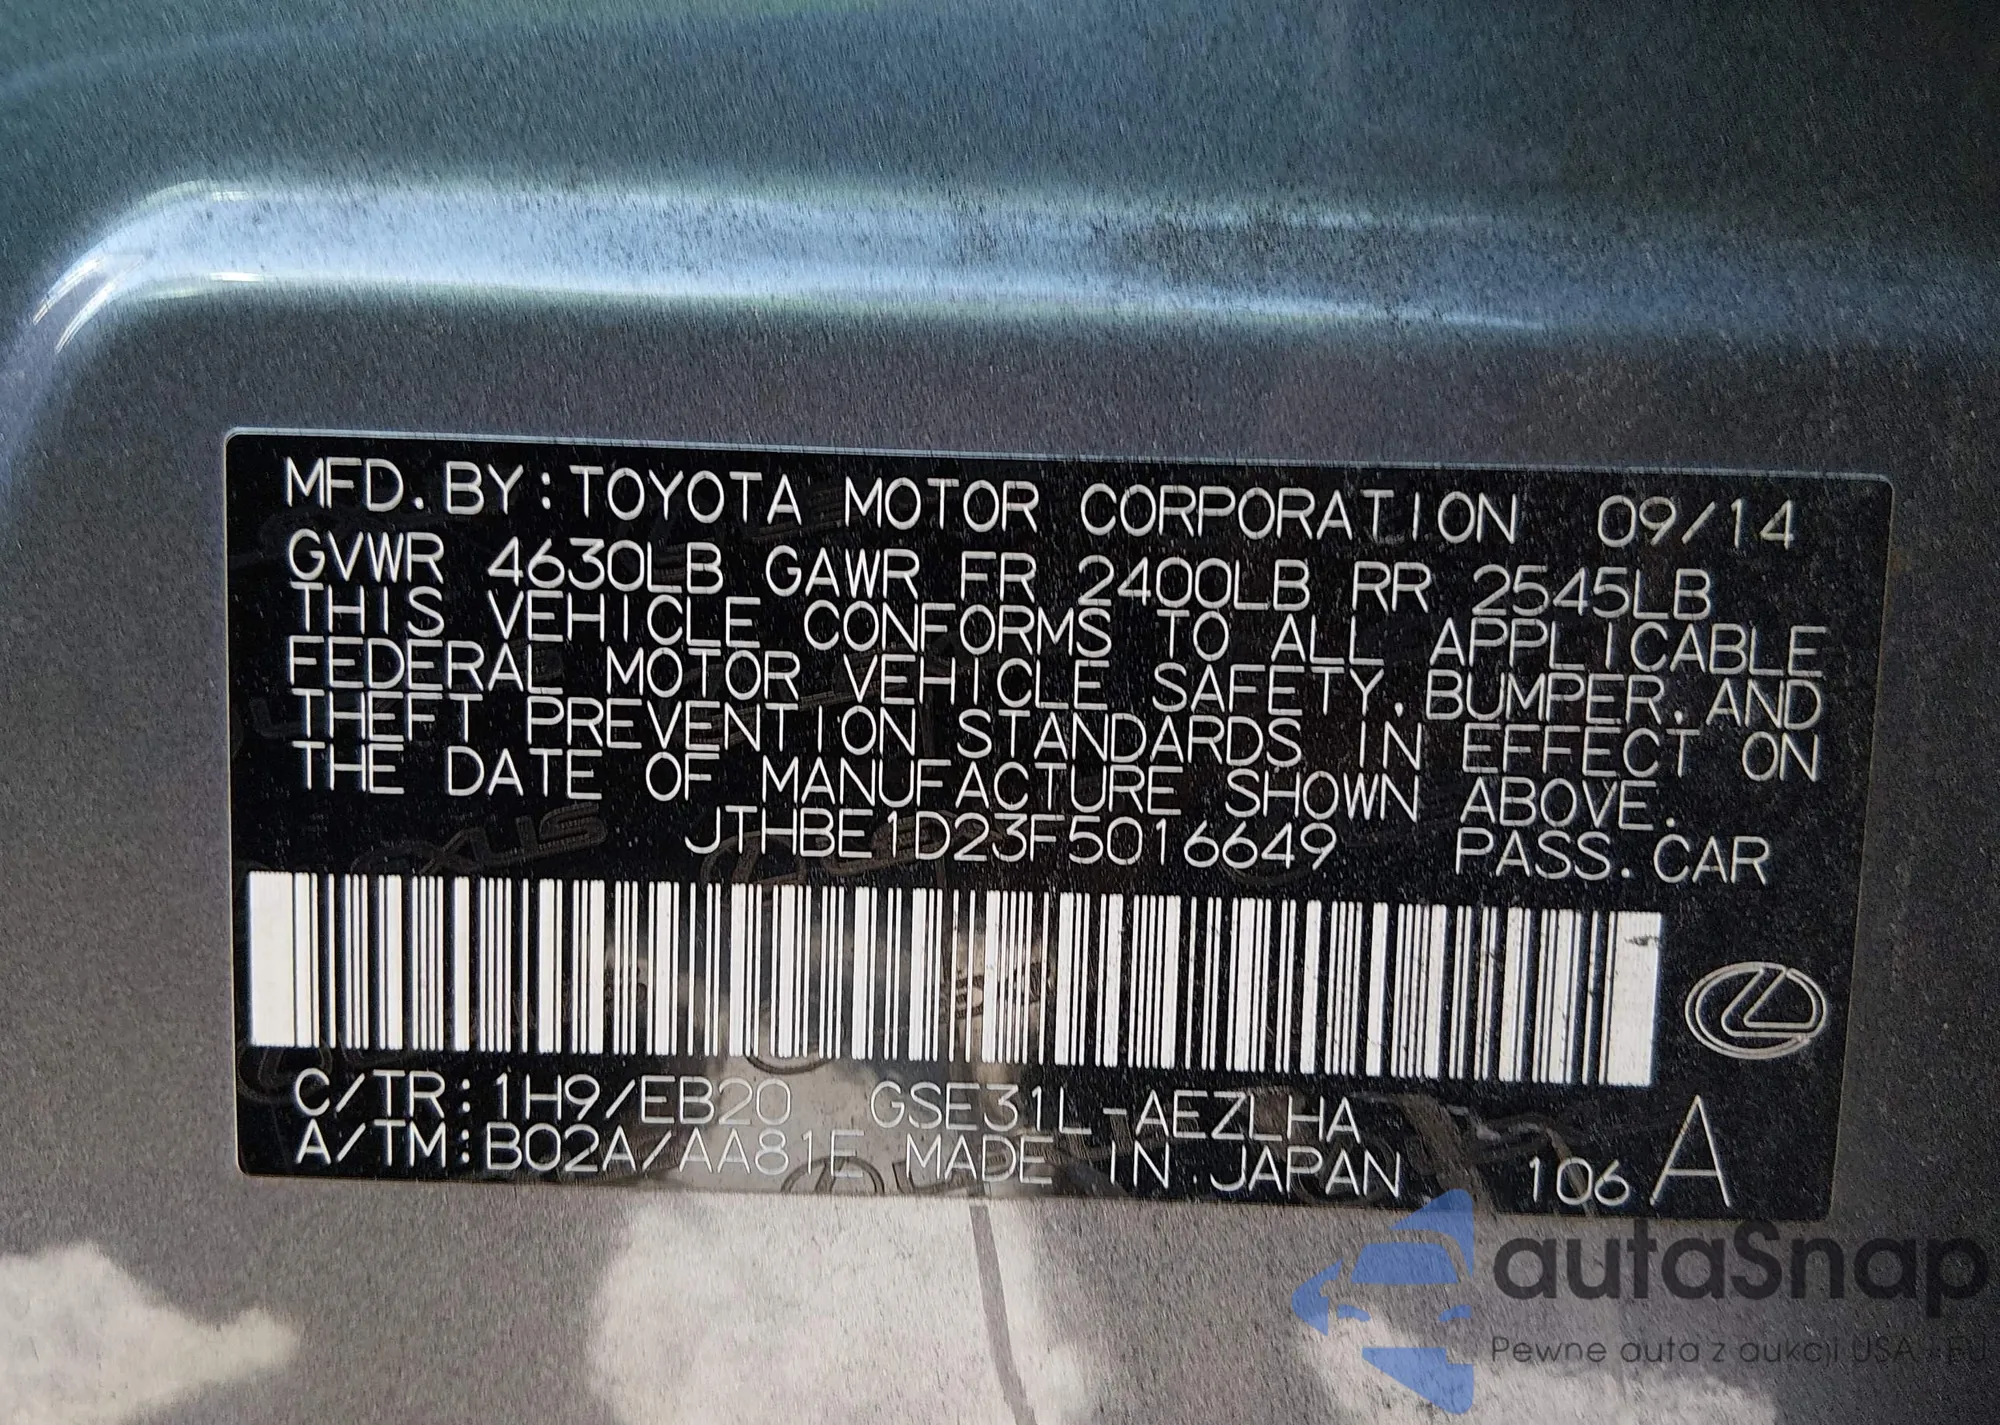 MFD. BY: TOYOTA MOTOR CORPORATION 09/14
GVWR 4630LB GAWR FR 2400LB RR 2545LB
THIS VEHICLE CONFORMS TO ALL APPLICABLE
FEDERAL MOTOR VEHICLE SAFETY, BUMPER, AND
THEFT PREVENTION STANDARDS IN EFFECT ON
THE DATE OF MANUFACTURE SHOWN ABOVE.
JTHBE1D23F5016649 PASS. CAR
C/TR: 1H9/EB20 GSE31L-AEZLHA
A/TM: B02A/AA81E MADE IN JAPAN 106 A
autaSnap
Pewne auta z aukcji USA i EU